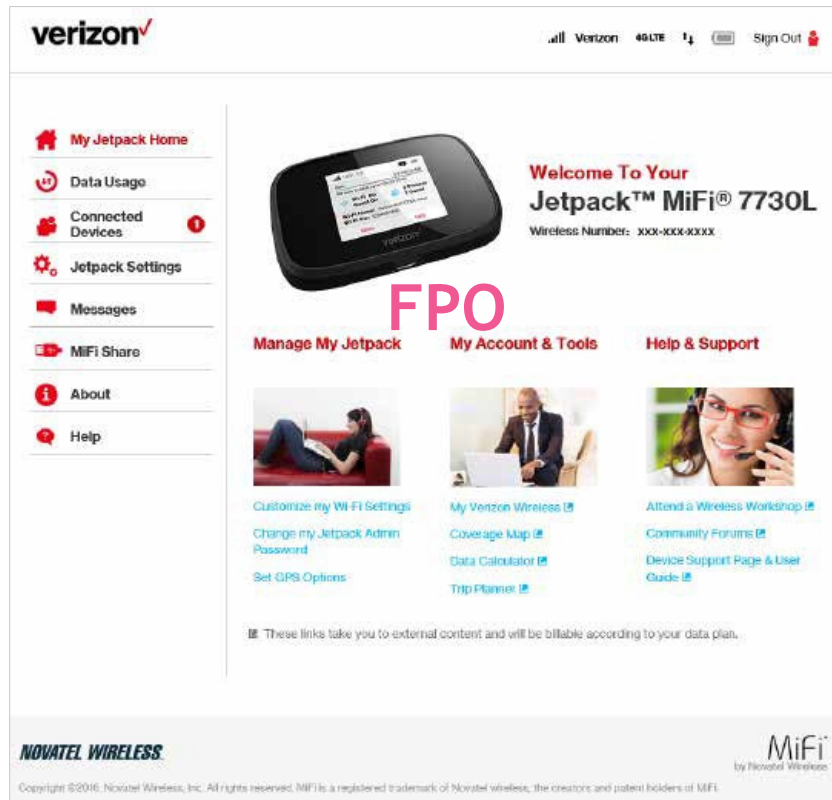 verizon
Verizon 4G LTE Sign Out
My Jetpack Home
Data Usage
Connected
Devices
1
Jetpack Settings
Messages
MiFi Share
About
Help
verizon
Welcome To Your
Jetpack™ MiFi® 7730L
Wireless Number: xxx-xxx-xxxx
FPO
Manage My Jetpack
Customize my Wi-Fi Settings
Change my Jetpack Admin
Password
Set GPS Options
My Account & Tools
My Verizon Wireless
Coverage Map
Data Calculator
Trip Planner
Help & Support
Attend a Wireless Workshop
Community Forums
Device Support Page & User
Guide
These links take you to external content and will be billable according to your data plan.
NOVATEL WIRELESS.
MiFi
by Novatel Wireless
Copyright ©2016. Novatel Wireless, Inc. All rights reserved. MiFi is a registered trademark of Novatel wireless, the creators and patent holders of MiFi.